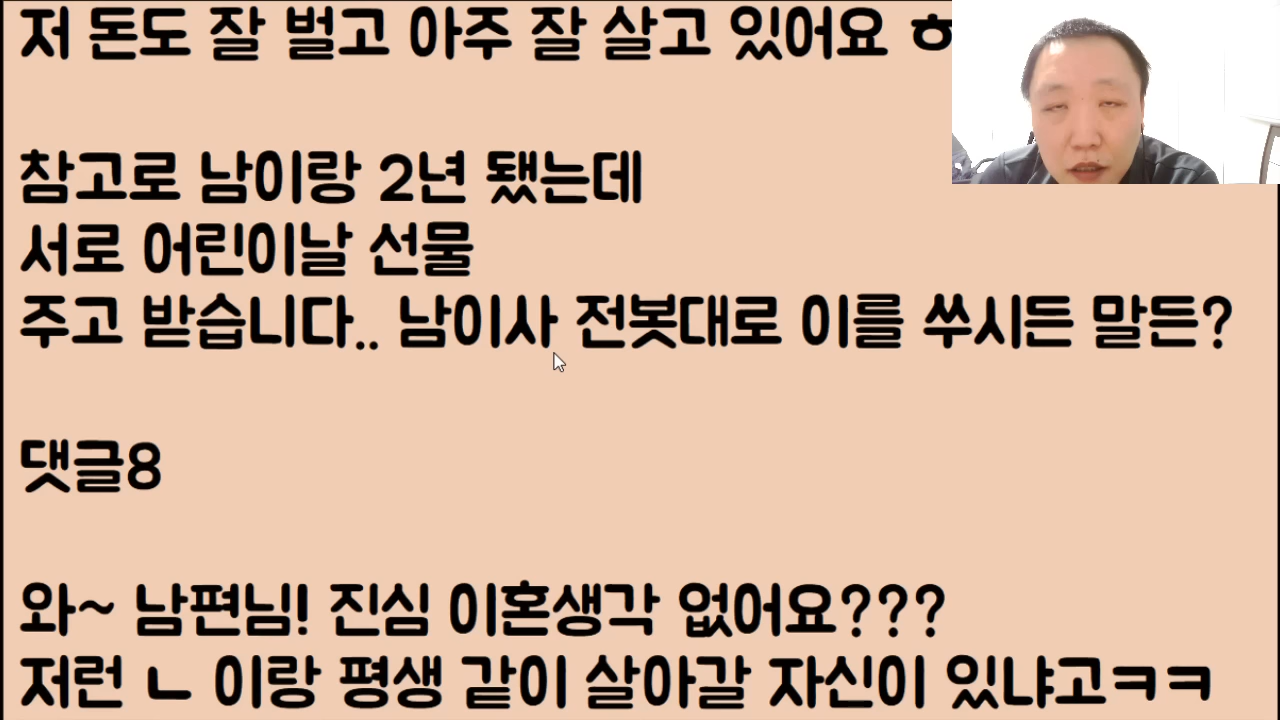 저 돈도 잘 벌고 아주 잘 살고 있어요
참고로 남이랑 2년 됐는데
서로 어린이날 선물
주고 받습니다.. 남이사 전봇대로 이를 쑤시든 말든?
댓글8
와~ 남편님! 진심 이혼생각 없어요???
저런 ㄴ 이랑 평생 같이 살아갈 자신이 있냐고ㅋㅋ